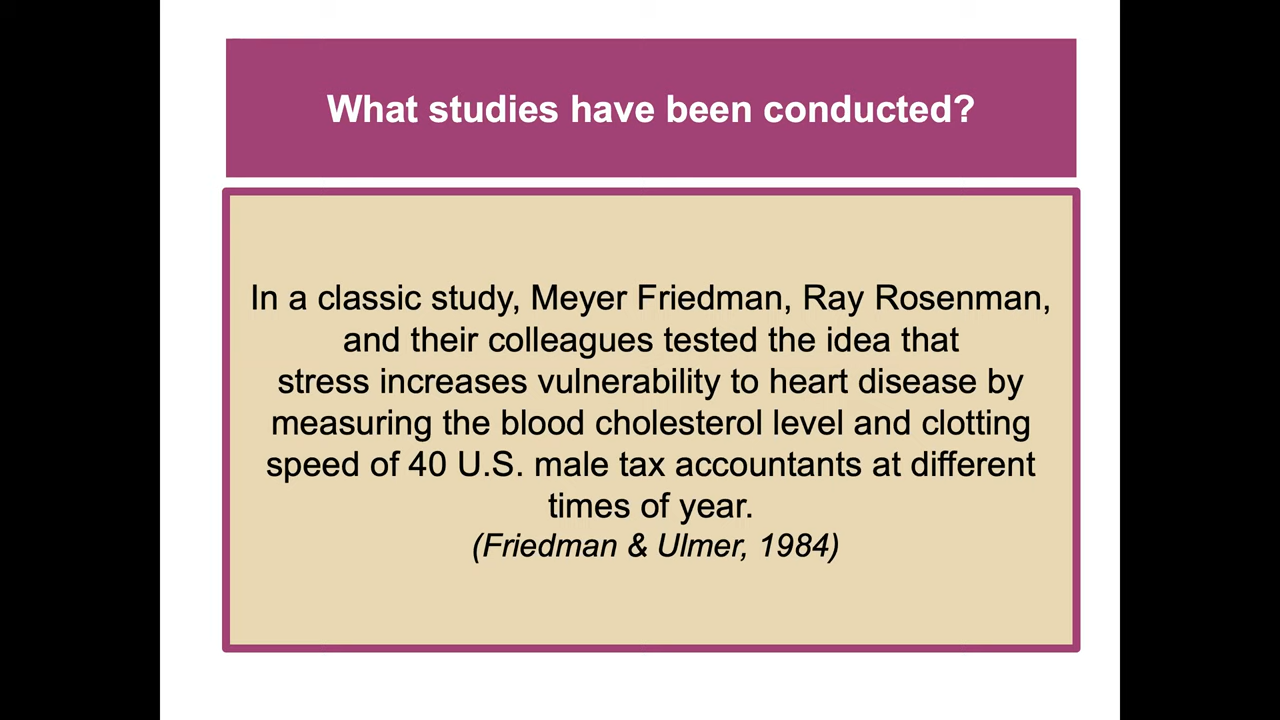 What studies have been conducted?
In a classic study, Meyer Friedman, Ray Rosenman,
and their colleagues tested the idea that
stress increases vulnerability to heart disease by
measuring the blood cholesterol level and clotting
speed of 40 U.S. male tax accountants at different
times of year.
(Friedman & Ulmer, 1984)